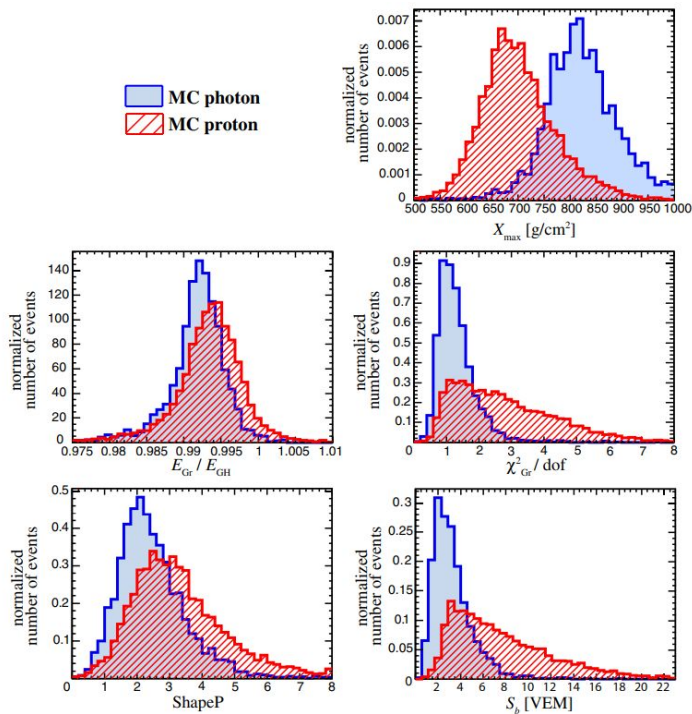 MC photon
MC proton
normalized
number of events
0.007
0.006
0.005
0.004
0.003
0.002
0.001
0
500 550 600 650 700 750 800 850 900 950 1000
X_max [g/cm²]
normalized
number of events
140
120
100
80
60
40
20
0
0.975 0.98 0.985 0.99 0.995 1 1.005 1.01
E_Gr / E_GH
normalized
number of events
0.9
0.8
0.7
0.6
0.5
0.4
0.3
0.2
0.1
0 1 2 3 4 5 6 7 8
χ²_Gr / dof
normalized
number of events
0.5
0.4
0.3
0.2
0.1
0 1 2 3 4 5 6 7 8
ShapeP
normalized
number of events
0.3
0.25
0.2
0.15
0.1
0.05
0
2 4 6 8 10 12 14 16 18 20 22
S_b [VEM]